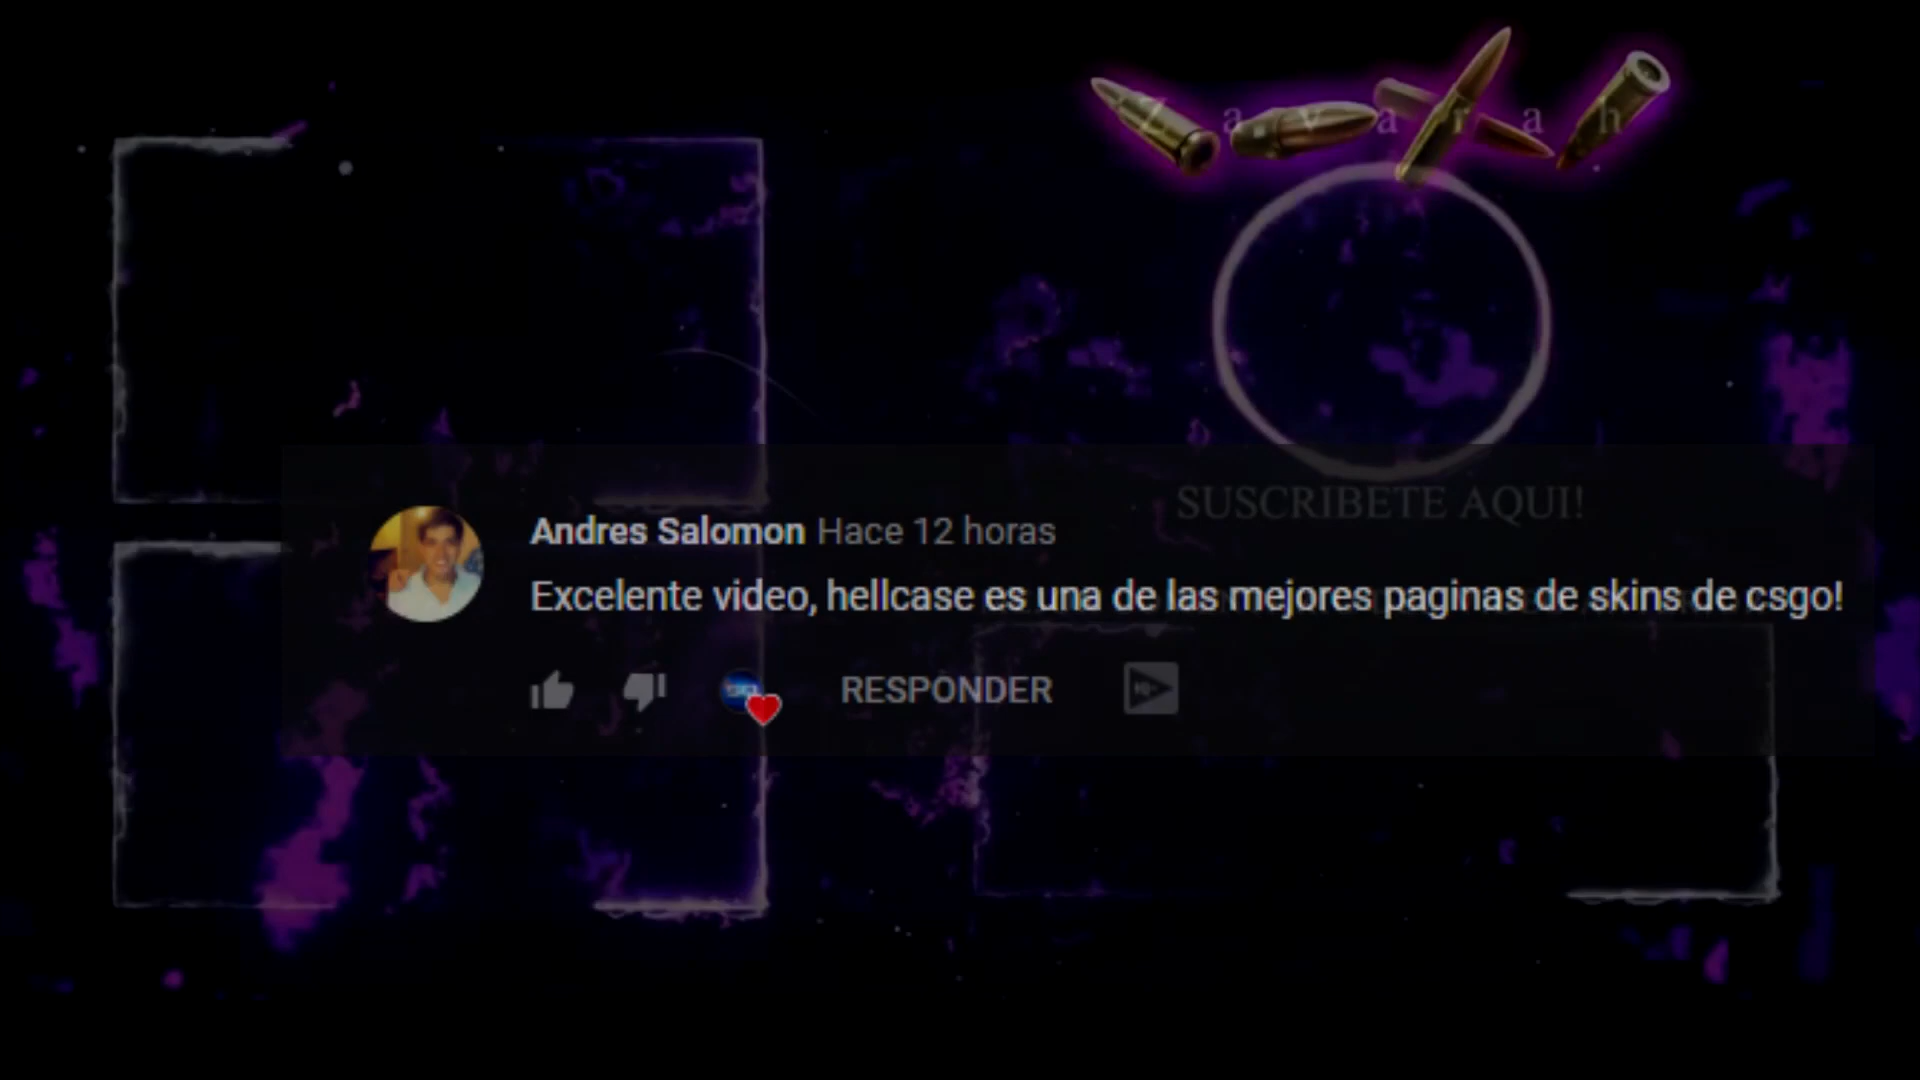 Zavarah
SUSCRIBETE AQUI!
Andres Salomon Hace 12 horas
Excelente video, hellcase es una de las mejores paginas de skins de csgo!
RESPONDER